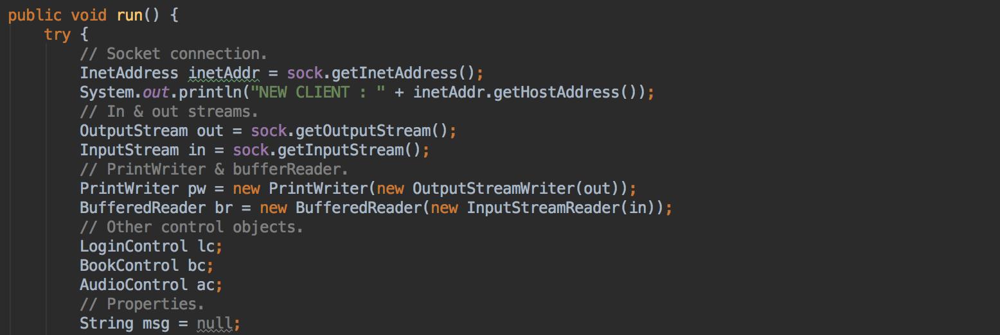 public void run() {
try {
// Socket connection.
InetAddress inetAddr = sock.getInetAddress();
System.out.println("NEW CLIENT : " + inetAddr.getHostAddress());
// In & out streams.
OutputStream out = sock.getOutputStream();
InputStream in = sock.getInputStream();
// PrintWriter & bufferReader.
PrintWriter pw = new PrintWriter(new OutputStreamWriter(out));
BufferedReader br = new BufferedReader(new InputStreamReader(in));
// Other control objects.
LoginControl lc;
BookControl bc;
AudioControl ac;
// Properties.
String msg = null;